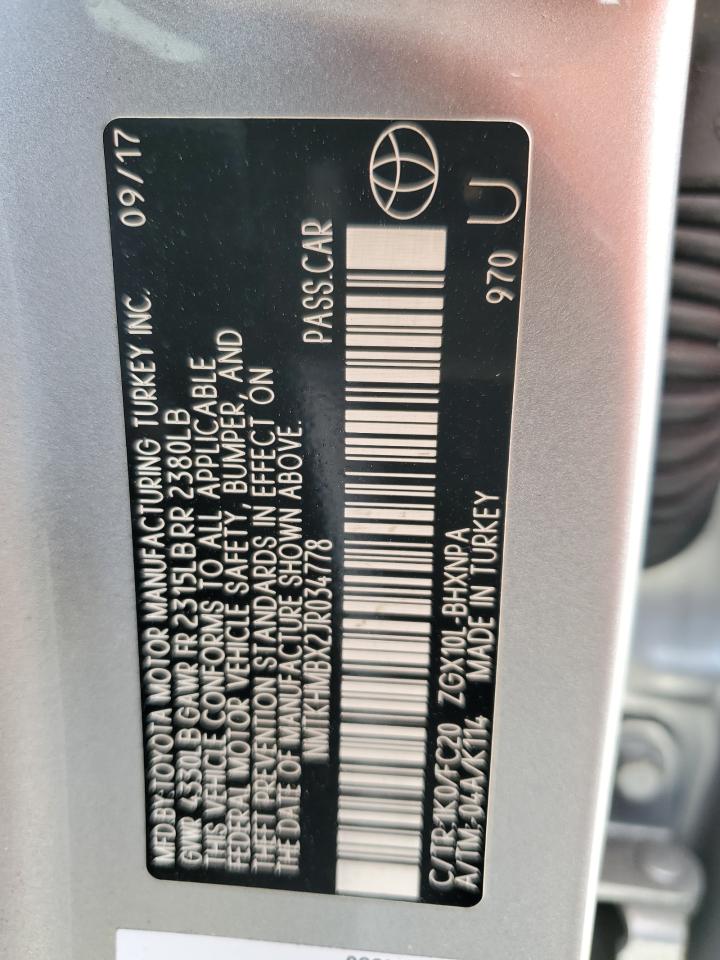 MFD BY: TOYOTA MOTOR MANUFACTURING TURKEY INC. 09/17
GVWR 4330LB GAWR FR 2315LB RR 2380LB
THIS VEHICLE CONFORMS TO ALL APPLICABLE
FEDERAL MOTOR VEHICLE SAFETY, BUMPER, AND
THEFT PREVENTION STANDARDS IN EFFECT ON
THE DATE OF MANUFACTURE SHOWN ABOVE.
NMTKHMBX2JR034778 PASS.CAR
C/TR: 1K0/FC20 ZGX10L-BHXNPA
A/TM: -04A/K114 MADE IN TURKEY 970 U